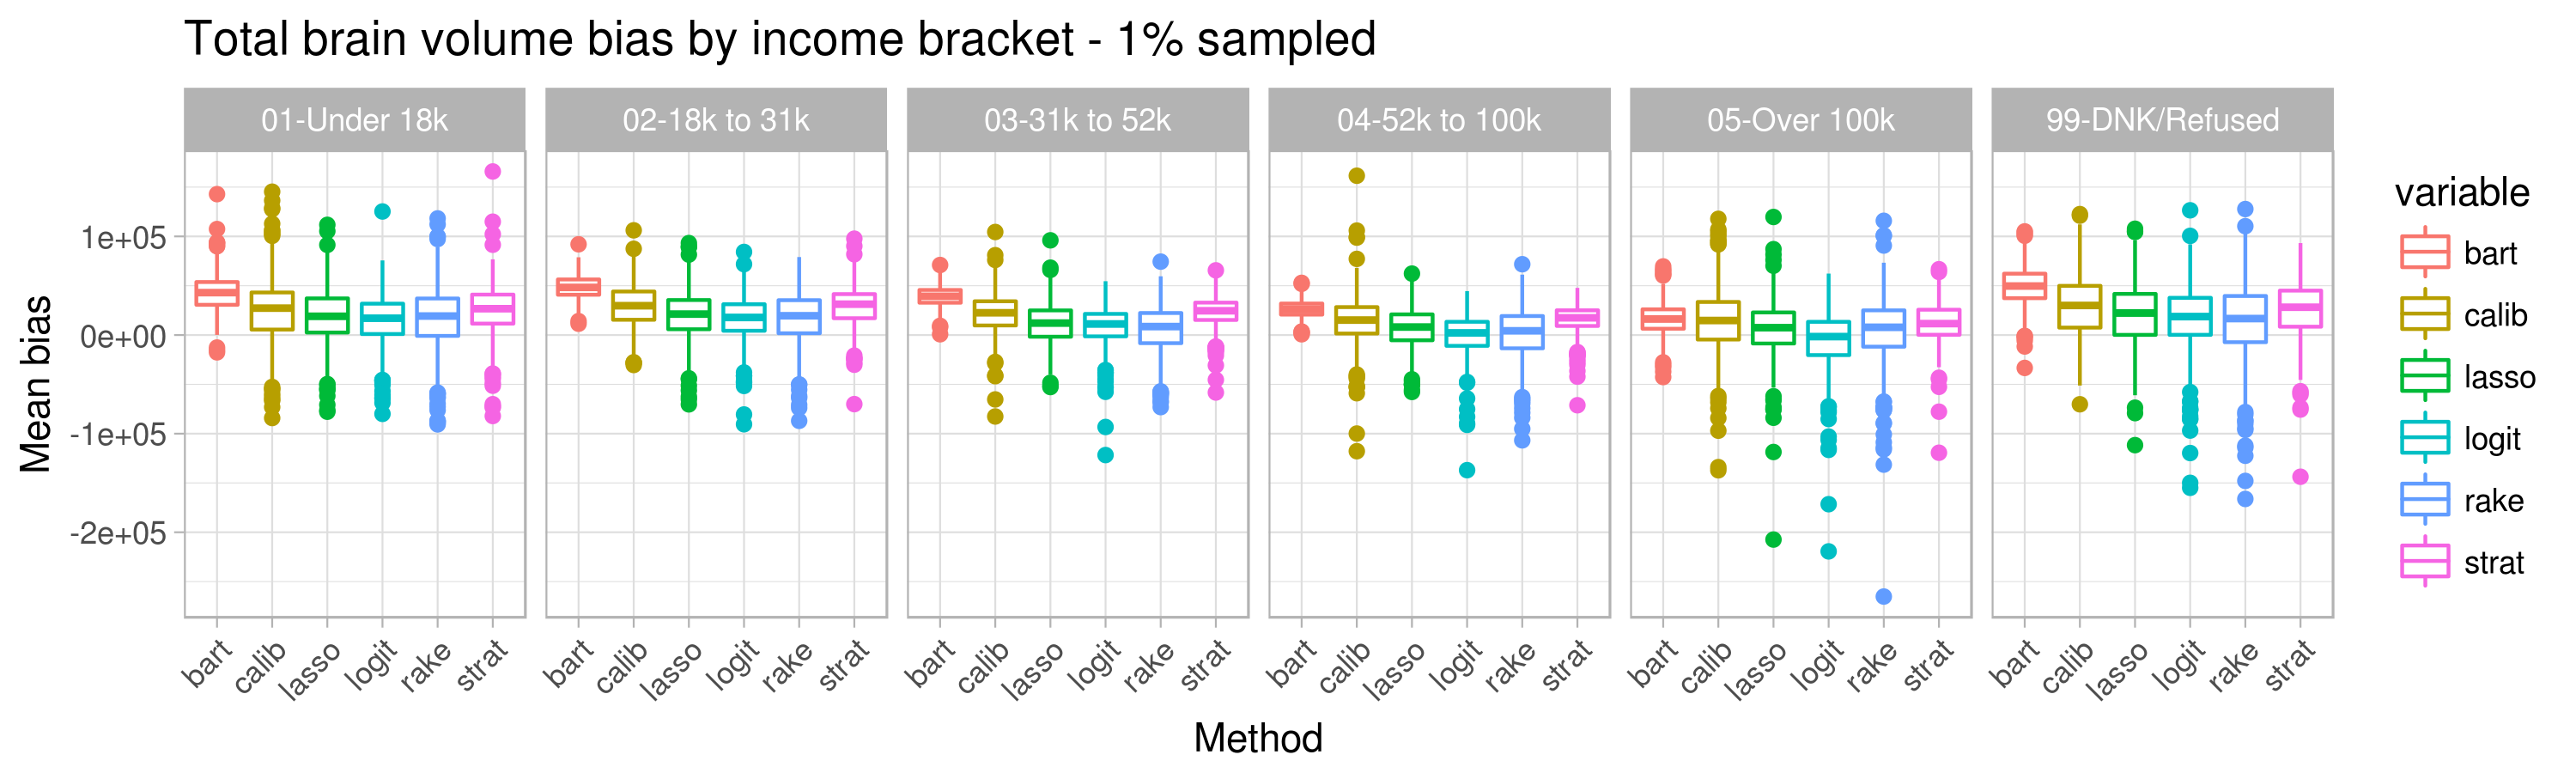 Total brain volume bias by income bracket - 1% sampled
01-Under 18k 02-18k to 31k 03-31k to 52k 04-52k to 100k 05-Over 100k 99-DNK/Refused
Mean bias
1e+05
0e+00
-1e+05
-2e+05
bart calib lasso logit rake strat bart calib lasso logit rake strat bart calib lasso logit rake strat bart calib lasso logit rake strat bart calib lasso logit rake strat bart calib lasso logit rake strat
Method
variable
bart
calib
lasso
logit
rake
strat